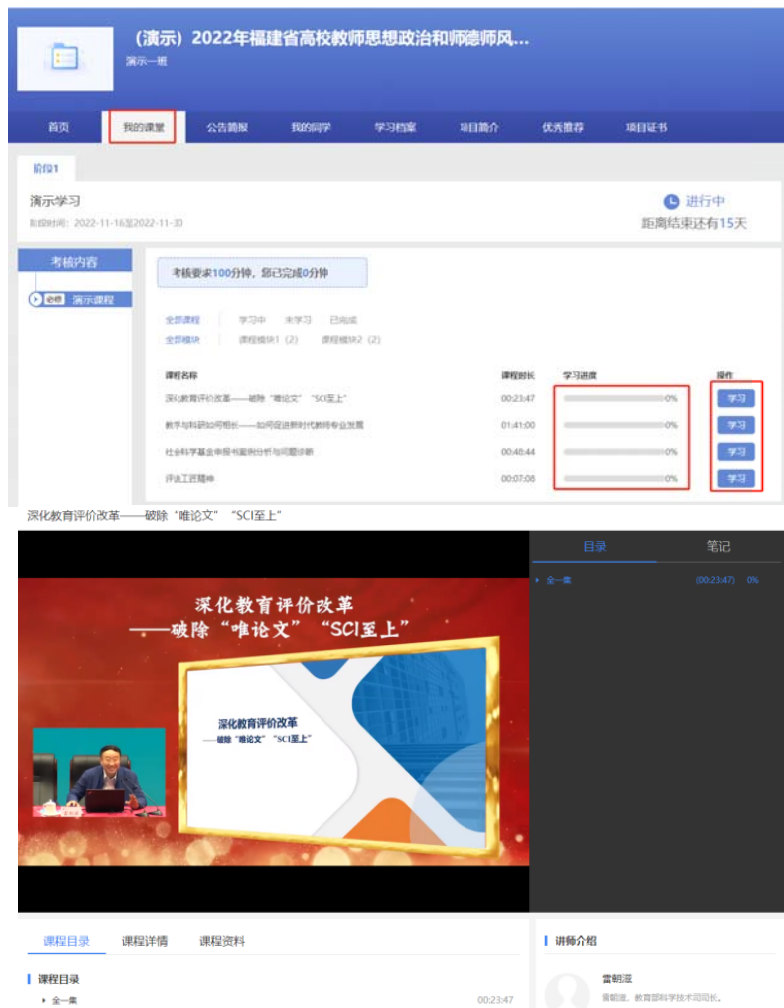 （演示）2022年福建省高校教师思想政治和师德师风...
演示一班
首页 我的课堂 公告简报 我的同学 学习档案 项目简介 优秀推荐 项目证书
阶段1
演示学习
进行中
阶段时间：2022-11-16至2022-11-30
距离结束还有15天
考核内容
考核要求100分钟，您已完成0分钟
必修 演示课程
全部课程 学习中 未学习 已完成
全部模块 课程模块1（2） 课程模块2（2）
课程名称 课程时长 学习进度 操作
深化教育评价改革——破除“唯论文”“SCI至上” 00:23:47 0% 学习
教学与科研如何相长——如何促进新时代教师专业发展 01:41:00 0% 学习
社会科学基金申报书案例分析与问题诊断 00:48:44 0% 学习
评法工匠精神 00:07:08 0% 学习
深化教育评价改革——破除“唯论文”“SCI至上”
目录 笔记
全一集 (00:23:47) 0%
深化教育评价改革
——破除“唯论文”“SCI至上”
深化教育评价改革
——破除“唯论文”“SCI至上”
课程目录 课程详情 课程资料
讲师介绍
课程目录
全一集 00:23:47
雷朝滋
雷朝滋，教育部科学技术司司长。